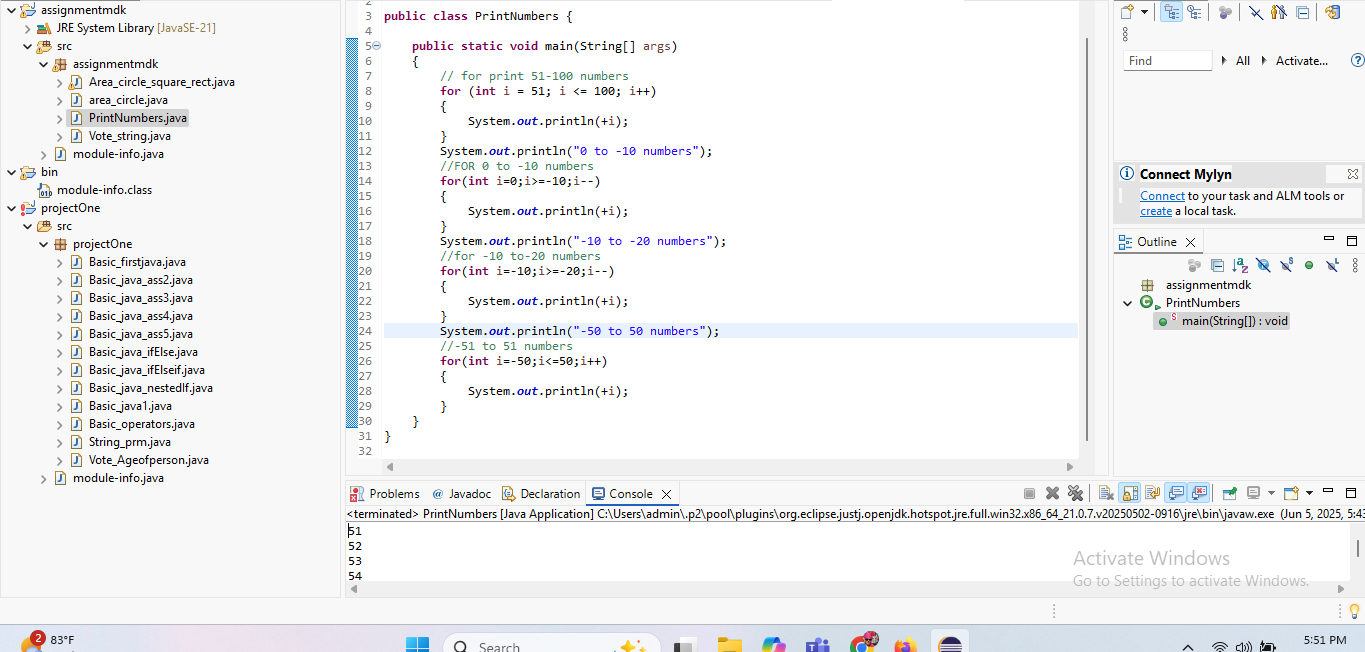 assignmentmdk
JRE System Library [JavaSE-21]
src
assignmentmdk
Area_circle_square_rect.java
area_circle.java
PrintNumbers.java
Vote_string.java
module-info.java
bin
module-info.class
projectOne
src
projectOne
Basic_firstjava.java
Basic_java_ass2.java
Basic_java_ass3.java
Basic_java_ass4.java
Basic_java_ass5.java
Basic_java_ifElse.java
Basic_java_ifElseif.java
Basic_java_nestedIf.java
Basic_java1.java
Basic_operators.java
String_prm.java
Vote_Ageofperson.java
module-info.java
3 public class PrintNumbers {
4
5 public static void main(String[] args)
6 {
7 // for print 51-100 numbers
8 for (int i = 51; i <= 100; i++)
9 {
10 System.out.println(+i);
11 }
12 System.out.println("0 to -10 numbers");
13 //FOR 0 to -10 numbers
14 for(int i=0;i>=-10;i--)
15 {
16 System.out.println(+i);
17 }
18 System.out.println("-10 to -20 numbers");
19 //for -10 to-20 numbers
20 for(int i=-10;i>=-20;i--)
21 {
22 System.out.println(+i);
23 }
24 System.out.println("-50 to 50 numbers");
25 //-51 to 51 numbers
26 for(int i=-50;i<=50;i++)
27 {
28 System.out.println(+i);
29 }
30 }
31 }
32
Find All Activate...
Connect Mylyn
Connect to your task and ALM tools or
create a local task.
Outline
assignmentmdk
PrintNumbers
main(String[]) : void
Problems @ Javadoc Declaration Console
<terminated> PrintNumbers [Java Application] C:\Users\admin\.p2\pool\plugins\org.eclipse.justj.openjdk.hotspot.jre.full.win32.x86_64_21.0.7.v20250502-0916\jre\bin\javaw.exe (Jun 5, 2025, 5:43
51
52
53
54
Activate Windows
Go to Settings to activate Windows.
2
83°F
Search
5:51 PM